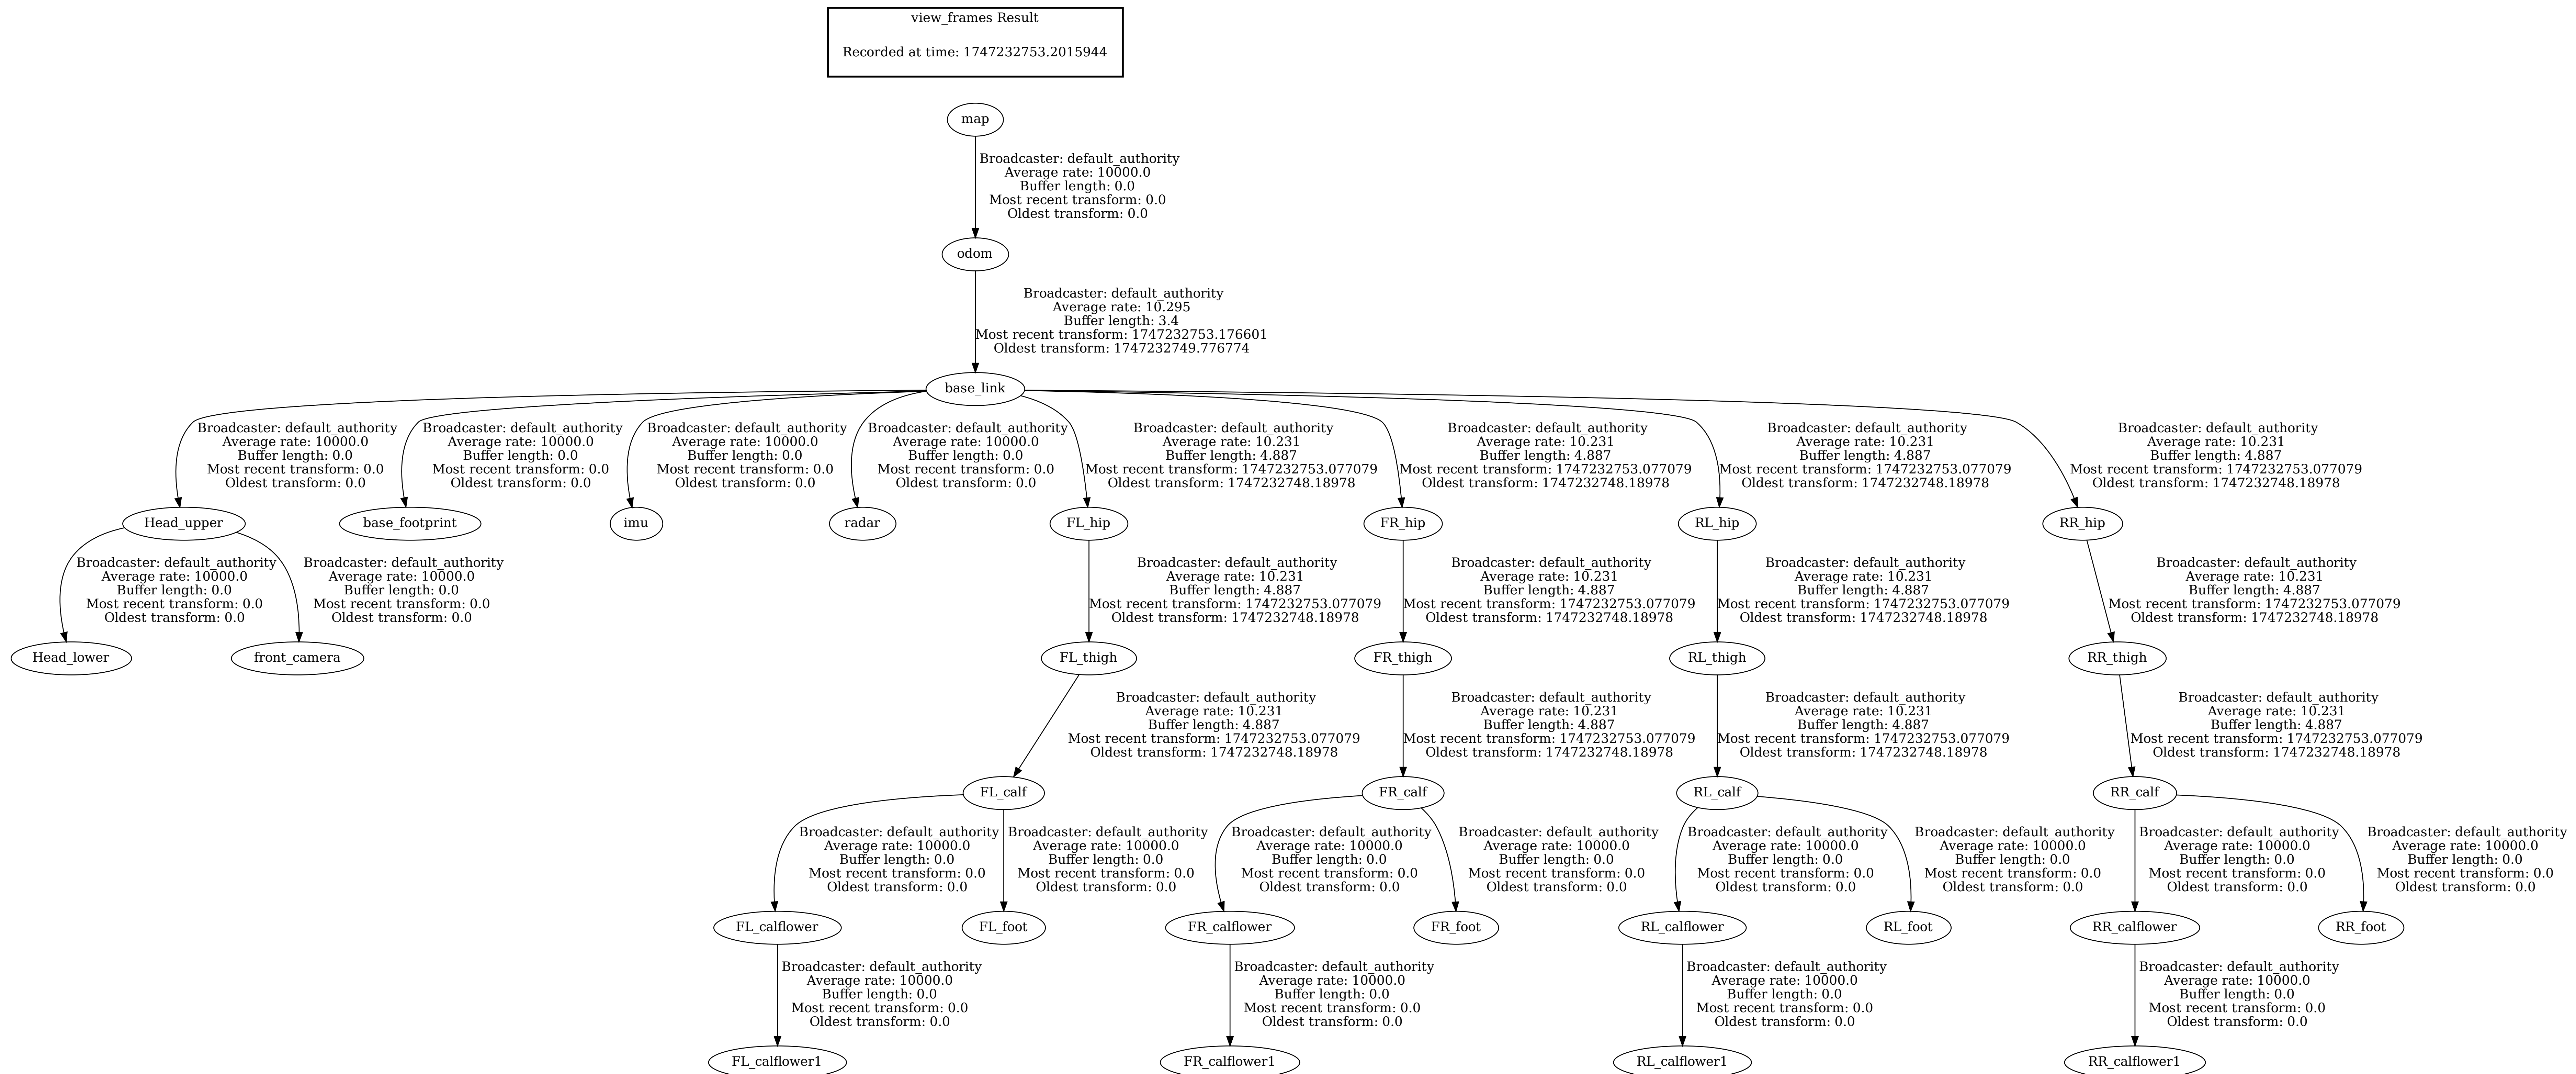 view_frames Result
Recorded at time: 1747232753.2015944
map
Broadcaster: default_authority
Average rate: 10000.0
Buffer length: 0.0
Most recent transform: 0.0
Oldest transform: 0.0
odom
Broadcaster: default_authority
Average rate: 10.295
Buffer length: 3.4
Most recent transform: 1747232753.176601
Oldest transform: 1747232749.776774
base_link
Broadcaster: default_authority
Average rate: 10000.0
Buffer length: 0.0
Most recent transform: 0.0
Oldest transform: 0.0
Broadcaster: default_authority
Average rate: 10000.0
Buffer length: 0.0
Most recent transform: 0.0
Oldest transform: 0.0
Broadcaster: default_authority
Average rate: 10000.0
Buffer length: 0.0
Most recent transform: 0.0
Oldest transform: 0.0
Broadcaster: default_authority
Average rate: 10000.0
Buffer length: 0.0
Most recent transform: 0.0
Oldest transform: 0.0
Broadcaster: default_authority
Average rate: 10.231
Buffer length: 4.887
Most recent transform: 1747232753.077079
Oldest transform: 1747232748.18978
Broadcaster: default_authority
Average rate: 10.231
Buffer length: 4.887
Most recent transform: 1747232753.077079
Oldest transform: 1747232748.18978
Broadcaster: default_authority
Average rate: 10.231
Buffer length: 4.887
Most recent transform: 1747232753.077079
Oldest transform: 1747232748.18978
Broadcaster: default_authority
Average rate: 10.231
Buffer length: 4.887
Most recent transform: 1747232753.077079
Oldest transform: 1747232748.18978
Head_upper
base_footprint
imu
radar
FL_hip
FR_hip
RL_hip
RR_hip
Broadcaster: default_authority
Average rate: 10000.0
Buffer length: 0.0
Most recent transform: 0.0
Oldest transform: 0.0
Broadcaster: default_authority
Average rate: 10000.0
Buffer length: 0.0
Most recent transform: 0.0
Oldest transform: 0.0
Broadcaster: default_authority
Average rate: 10.231
Buffer length: 4.887
Most recent transform: 1747232753.077079
Oldest transform: 1747232748.18978
Broadcaster: default_authority
Average rate: 10.231
Buffer length: 4.887
Most recent transform: 1747232753.077079
Oldest transform: 1747232748.18978
Broadcaster: default_authority
Average rate: 10.231
Buffer length: 4.887
Most recent transform: 1747232753.077079
Oldest transform: 1747232748.18978
Broadcaster: default_authority
Average rate: 10.231
Buffer length: 4.887
Most recent transform: 1747232753.077079
Oldest transform: 1747232748.18978
Head_lower
front_camera
FL_thigh
FR_thigh
RL_thigh
RR_thigh
Broadcaster: default_authority
Average rate: 10.231
Buffer length: 4.887
Most recent transform: 1747232753.077079
Oldest transform: 1747232748.18978
Broadcaster: default_authority
Average rate: 10.231
Buffer length: 4.887
Most recent transform: 1747232753.077079
Oldest transform: 1747232748.18978
Broadcaster: default_authority
Average rate: 10.231
Buffer length: 4.887
Most recent transform: 1747232753.077079
Oldest transform: 1747232748.18978
Broadcaster: default_authority
Average rate: 10.231
Buffer length: 4.887
Most recent transform: 1747232753.077079
Oldest transform: 1747232748.18978
FL_calf
FR_calf
RL_calf
RR_calf
Broadcaster: default_authority
Average rate: 10000.0
Buffer length: 0.0
Most recent transform: 0.0
Oldest transform: 0.0
Broadcaster: default_authority
Average rate: 10000.0
Buffer length: 0.0
Most recent transform: 0.0
Oldest transform: 0.0
Broadcaster: default_authority
Average rate: 10000.0
Buffer length: 0.0
Most recent transform: 0.0
Oldest transform: 0.0
Broadcaster: default_authority
Average rate: 10000.0
Buffer length: 0.0
Most recent transform: 0.0
Oldest transform: 0.0
Broadcaster: default_authority
Average rate: 10000.0
Buffer length: 0.0
Most recent transform: 0.0
Oldest transform: 0.0
Broadcaster: default_authority
Average rate: 10000.0
Buffer length: 0.0
Most recent transform: 0.0
Oldest transform: 0.0
Broadcaster: default_authority
Average rate: 10000.0
Buffer length: 0.0
Most recent transform: 0.0
Oldest transform: 0.0
Broadcaster: default_authority
Average rate: 10000.0
Buffer length: 0.0
Most recent transform: 0.0
Oldest transform: 0.0
FL_calflower
FL_foot
FR_calflower
FR_foot
RL_calflower
RL_foot
RR_calflower
RR_foot
Broadcaster: default_authority
Average rate: 10000.0
Buffer length: 0.0
Most recent transform: 0.0
Oldest transform: 0.0
Broadcaster: default_authority
Average rate: 10000.0
Buffer length: 0.0
Most recent transform: 0.0
Oldest transform: 0.0
Broadcaster: default_authority
Average rate: 10000.0
Buffer length: 0.0
Most recent transform: 0.0
Oldest transform: 0.0
Broadcaster: default_authority
Average rate: 10000.0
Buffer length: 0.0
Most recent transform: 0.0
Oldest transform: 0.0
FL_calflower1
FR_calflower1
RL_calflower1
RR_calflower1